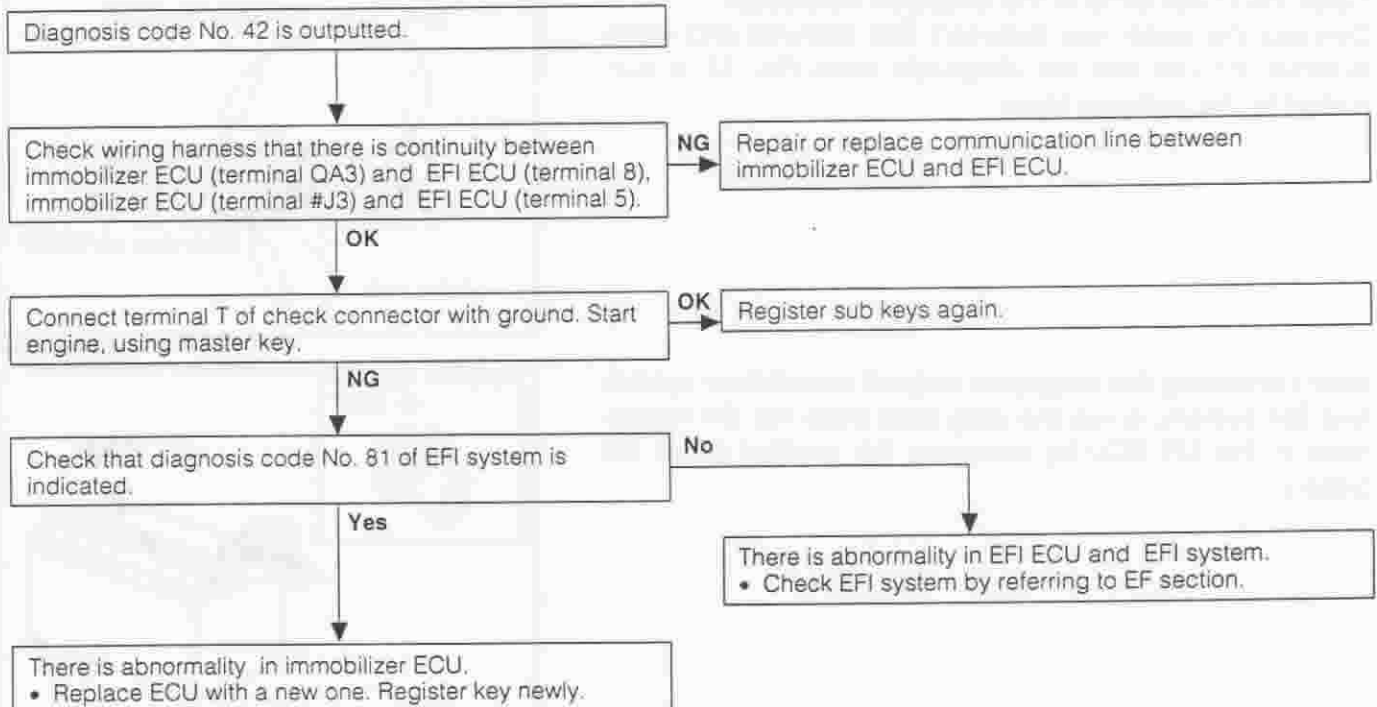 Diagnosis code No. 42 is outputted.
Check wiring harness that there is continuity between
immobilizer ECU (terminal QA3) and EFI ECU (terminal 8),
immobilizer ECU (terminal #J3) and EFI ECU (terminal 5).
NG
Repair or replace communication line between
immobilizer ECU and EFI ECU.
OK
Connect terminal T of check connector with ground. Start
engine, using master key.
OK
Register sub keys again.
NG
Check that diagnosis code No. 81 of EFI system is
indicated.
No
Yes
There is abnormality in EFI ECU and EFI system.
• Check EFI system by referring to EF section.
There is abnormality in immobilizer ECU.
• Replace ECU with a new one. Register key newly.